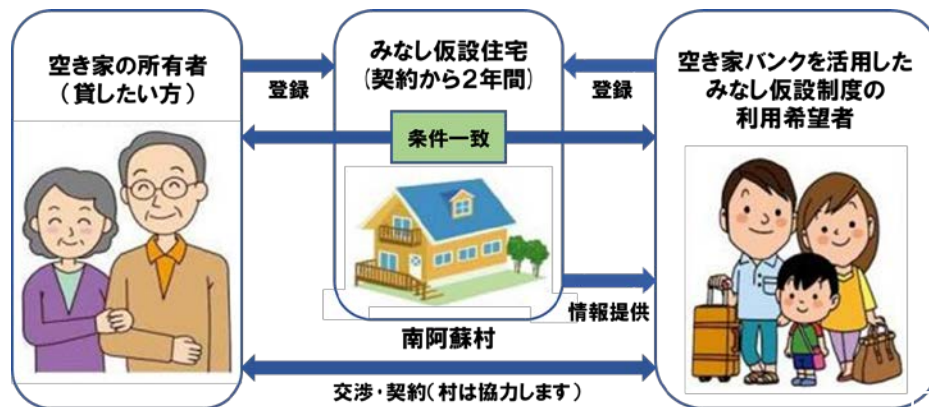 空き家の所有者
（貸したい方）
登録
みなし仮設住宅
(契約から2年間)
登録
空き家バンクを活用した
みなし仮設制度の
利用希望者
条件一致
情報提供
南阿蘇村
交渉・契約(村は協力します)